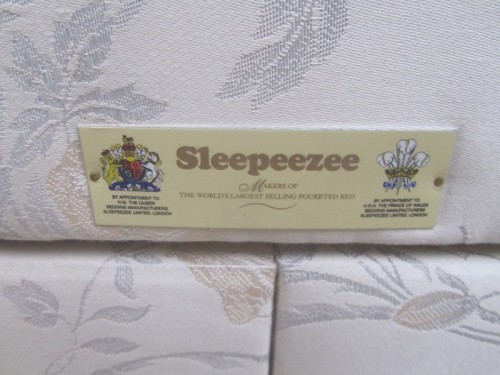 Sleepeezee
MAKERS OF
THE WORLD'S LARGEST SELLING POCKETED BED
BY APPOINTMENT TO
H.M. THE QUEEN
BEDDING MANUFACTURERS
SLEEPEEZEE LIMITED, LONDON
BY APPOINTMENT TO
H.R.H. THE PRINCE OF WALES
BEDDING MANUFACTURERS
SLEEPEEZEE LIMITED, LONDON